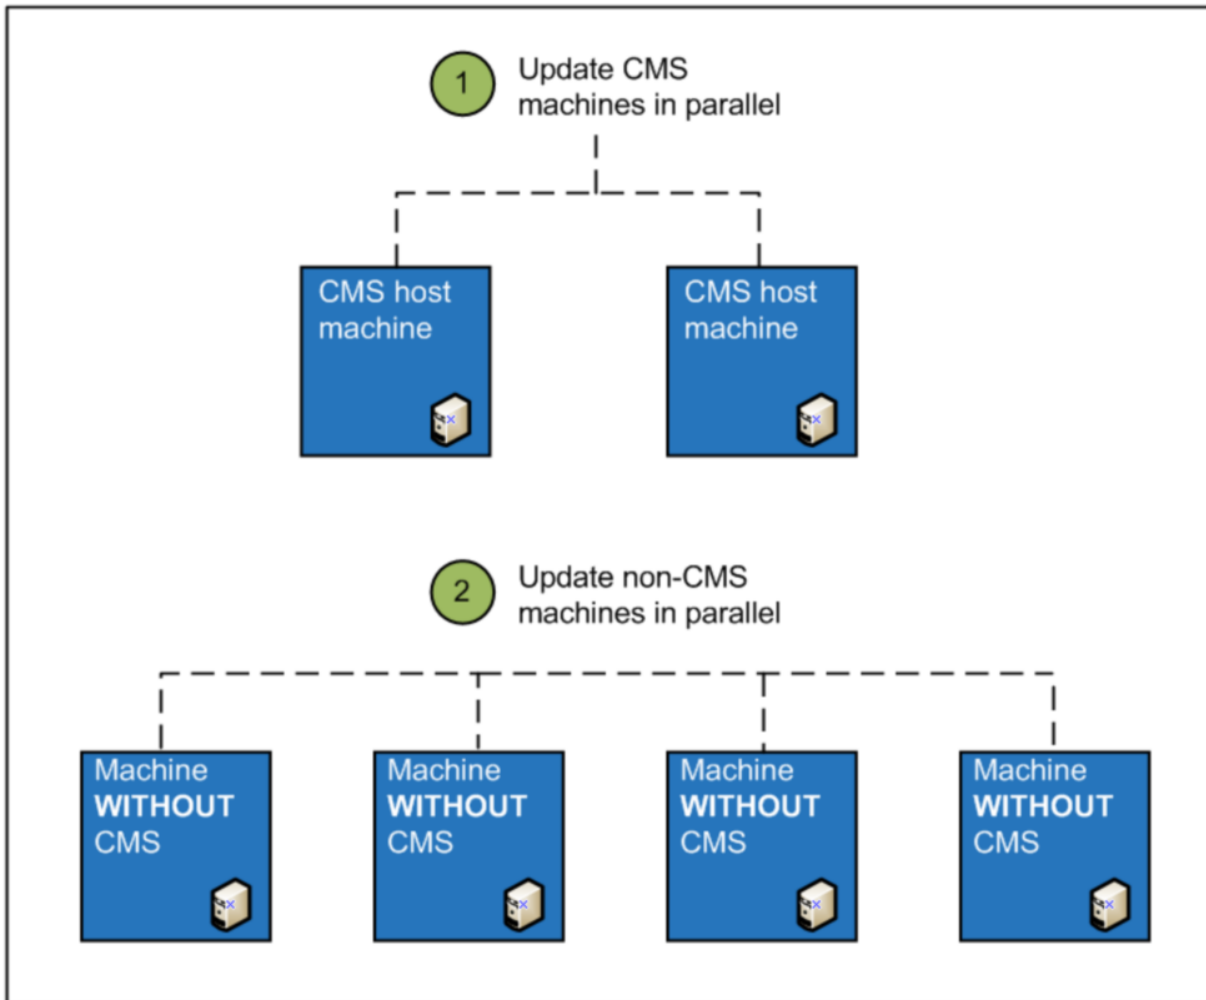 1
Update CMS
machines in parallel
CMS host
machine
CMS host
machine
2
Update non-CMS
machines in parallel
Machine
WITHOUT
CMS
Machine
WITHOUT
CMS
Machine
WITHOUT
CMS
Machine
WITHOUT
CMS